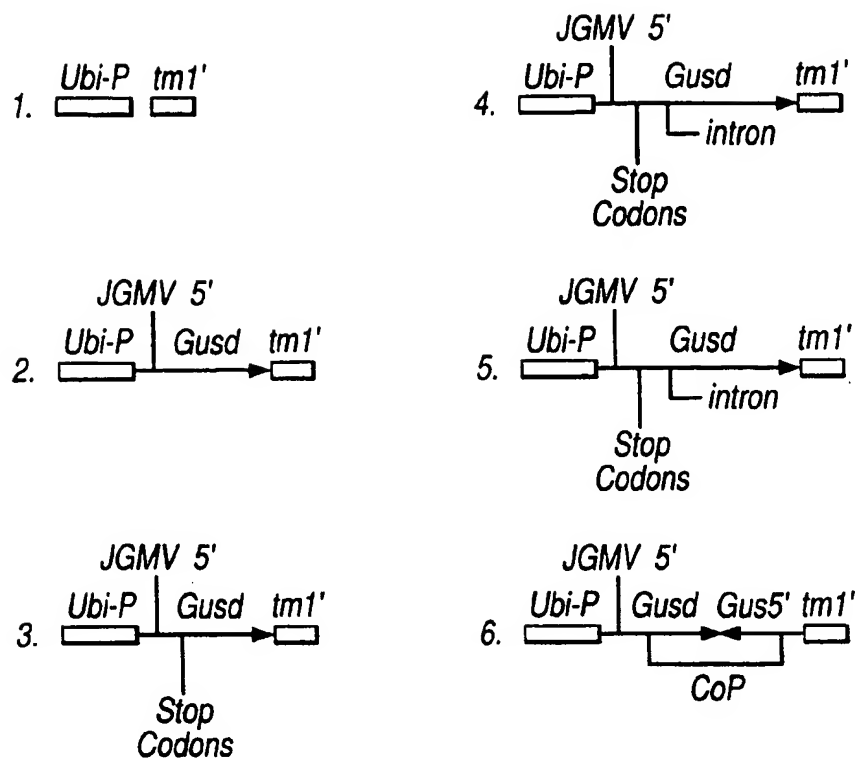 1. Ubi-P tm1'
2. JGMV 5'
Ubi-P Gusd tm1'
3. JGMV 5'
Ubi-P Gusd tm1'
Stop
Codons
4. JGMV 5'
Ubi-P Gusd tm1'
intron
Stop
Codons
5. JGMV 5'
Ubi-P Gusd tm1'
intron
Stop
Codons
6. JGMV 5'
Ubi-P Gusd Gus5' tm1'
CoP